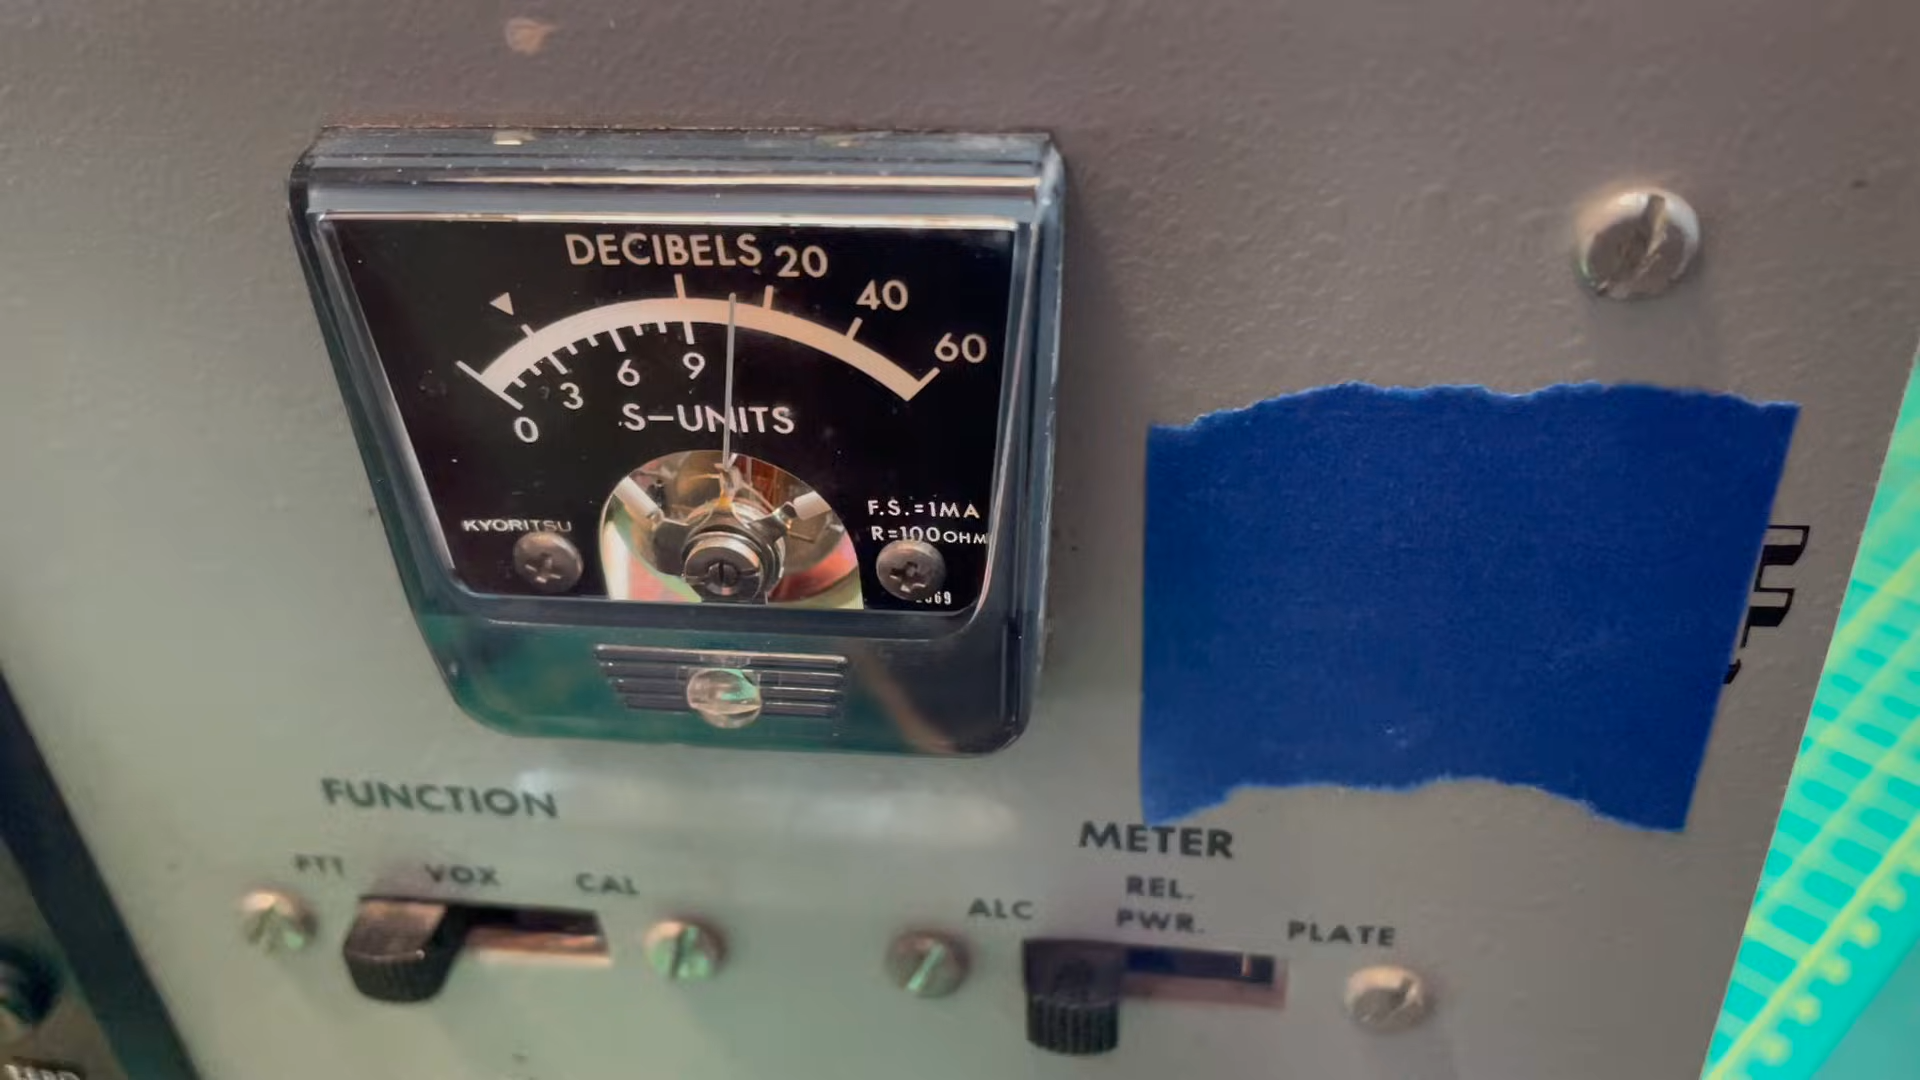 DECIBELS 20
40
60
0 3 6 9
S-UNITS
KYORITSU
F.S.=1MA
R=100OHM
FUNCTION
PTT VOX CAL
METER
ALC REL. PWR. PLATE